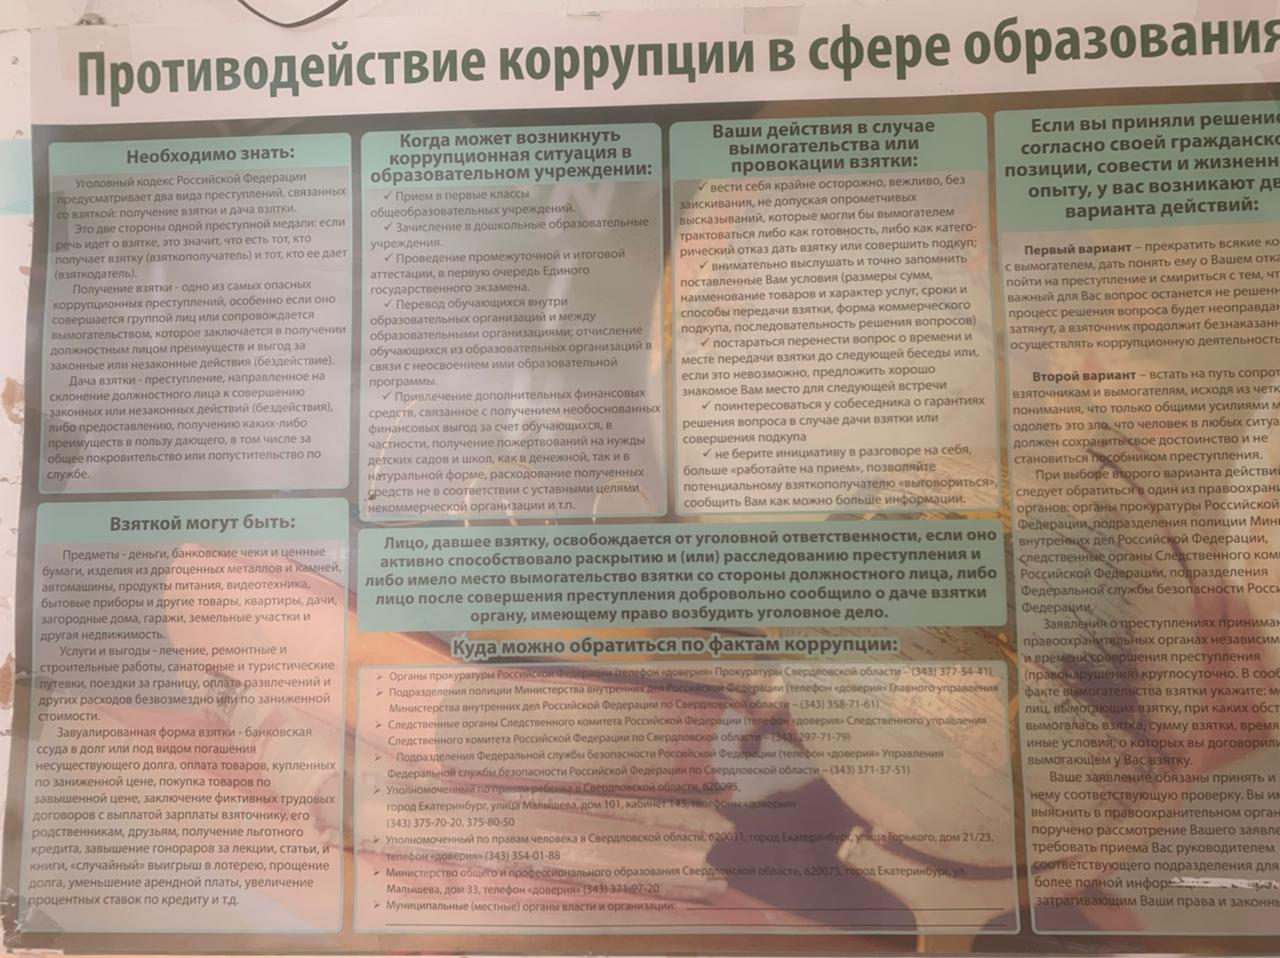 Противодействие коррупции в сфере образования
Необходимо знать:
Уголовный кодекс Российской Федерации
предусматривает два вида преступлений, связанных
со взяткой: получение взятки и дача взятки.
Это две стороны одной преступной медали: если
речь идет о взятке, это значит, что есть тот, кто
получает взятку (взяткополучатель) и тот, кто ее дает
(взяткодатель).
Получение взятки - одно из самых опасных
коррупционных преступлений, особенно если оно
совершается группой лиц или сопровождается
вымогательством, которое заключается в получении
должностным лицом преимуществ и выгод за
законные или незаконные действия (бездействие).
Дача взятки - преступление, направленное на
склонение должностного лица к совершению
законных или незаконных действий (бездействия),
либо предоставлению, получению каких-либо
преимуществ в пользу дающего, в том числе за
общее покровительство или попустительство по
службе.
Взяткой могут быть:
Предметы - деньги, банковские чеки и ценные
бумаги, изделия из драгоценных металлов и камней,
автомашины, продукты питания, видеотехника,
бытовые приборы и другие товары, квартиры, дачи,
загородные дома, гаражи, земельные участки и
другая недвижимость.
Услуги и выгоды - лечение, ремонтные и
строительные работы, санаторные и туристические
путевки, поездки за границу, оплата развлечений и
других расходов безвозмездно или по заниженной
стоимости.
Завуалированная форма взятки - банковская
ссуда в долг или под видом погашения
несуществующего долга, оплата товаров, купленных
по заниженной цене, покупка товаров по
завышенной цене, заключение фиктивных трудовых
договоров с выплатой зарплаты взяточнику, его
родственникам, друзьям, получение льготного
кредита, завышение гонораров за лекции, статьи, и
книги, «случайный» выигрыш в лотерею, прощение
долга, уменьшение арендной платы, увеличение
процентных ставок по кредиту и т.д.
Когда может возникнуть
коррупционная ситуация в
образовательном учреждении:
✓ Прием в первые классы
общеобразовательных учреждений.
✓ Зачисление в дошкольные образовательные
учреждения.
✓ Проведение промежуточной и итоговой
аттестации, в первую очередь Единого
государственного экзамена.
✓ Перевод обучающихся внутри
образовательных организаций и между
образовательными организациями; отчисление
обучающихся из образовательных организаций в
связи с неосвоением ими образовательной
программы.
✓ Привлечение дополнительных финансовых
средств, связанное с получением необоснованных
финансовых выгод за счет обучающихся, в
частности, получение пожертвований на нужды
детских садов и школ, как в денежной, так и в
натуральной форме, расходование полученных
средств не в соответствии с уставными целями
некоммерческой организации и т.п.
Ваши действия в случае
вымогательства или
провокации взятки:
✓ вести себя крайне осторожно, вежливо, без
заискивания, не допуская опрометчивых
высказываний, которые могли бы вымогателем
трактоваться либо как готовность, либо как катего-
рический отказ дать взятку или совершить подкуп;
✓ внимательно выслушать и точно запомнить
поставленные Вам условия (размеры сумм,
наименование товаров и характер услуг, сроки и
способы передачи взятки, форма коммерческого
подкупа, последовательность решения вопросов)
✓ постараться перенести вопрос о времени и
месте передачи взятки до следующей беседы или,
если это невозможно, предложить хорошо
знакомое Вам место для следующей встречи
✓ поинтересоваться у собеседника о гарантиях
решения вопроса в случае дачи взятки или
совершения подкупа
✓ не берите инициативу в разговоре на себя,
больше «работайте на прием», позволяйте
потенциальному взяткополучателю «выговориться»,
сообщить Вам как можно больше информации.
Лицо, давшее взятку, освобождается от уголовной ответственности, если оно
активно способствовало раскрытию и (или) расследованию преступления и
либо имело место вымогательство взятки со стороны должностного лица, либо
лицо после совершения преступления добровольно сообщило о даче взятки
органу, имеющему право возбудить уголовное дело.
Куда можно обратиться по фактам коррупции:
➢ Органы прокуратуры Российской Федерации (телефон «доверия» Прокуратуры Свердловской области – (343) 377-54-41)
➢ Подразделения полиции Министерства внутренних дел Российской Федерации (телефон «доверия» Главного управления
Министерства внутренних дел Российской Федерации по Свердловской области – (343) 358-71-61)
➢ Следственные органы Следственного комитета Российской Федерации (телефон «доверия» Следственного управления
Следственного комитета Российской Федерации по Свердловской области – (343) 297-71-79)
➢ Подразделения Федеральной службы безопасности Российской Федерации (телефон «доверия» Управления
Федеральной службы безопасности Российской Федерации по Свердловской области – (343) 371-37-51)
➢ Уполномоченный по правам ребенка в Свердловской области, 620095,
город Екатеринбург, улица Малышева, дом 101, кабинет 143, телефоны «доверия»
(343) 375-70-20, 375-80-50
➢ Уполномоченный по правам человека в Свердловской области, 620031, город Екатеринбург, улица Горького, дом 21/23,
телефон «доверия» (343) 354-01-88
➢ Министерство общего и профессионального образования Свердловской области, 620075, город Екатеринбург, ул.
Малышева, дом 33, телефон «доверия» (343) 371-97-20
➢ Муниципальные (местные) органы власти и организации:
Если вы приняли решение
согласно своей гражданско
позиции, совести и жизненн
опыту, у вас возникают дв
варианта действий:
Первый вариант – прекратить всякие ко
с вымогателем, дать понять ему о Вашем отка
пойти на преступление и смириться с тем, чт
важный для Вас вопрос останется не решенн
процесс решения вопроса будет неоправдан
затянут, а взяточник продолжит безнаказанн
осуществлять коррупционную деятельность
Второй вариант – встать на путь сопрот
взяточникам и вымогателям, исходя из четк
понимания, что только общими усилиями м
одолеть это зло, что человек в любых ситуа
должен сохранить свое достоинство и не
становиться пособником преступления.
При выборе второго варианта действи
следует обратиться в один из правоохрани
органов: органы прокуратуры Российской
Федерации, подразделения полиции Мини
внутренних дел Российской Федерации,
следственные органы Следственного ком
Российской Федерации, подразделения
Федеральной службы безопасности Росси
Федерации.
Заявления о преступлениях принимаю
правоохранительных органах независим
и времени совершения преступления
(правонарушения) круглосуточно. В сооб
факте вымогательства взятки укажите: м
лиц, вымогающих взятку, при каких обст
вымогалась взятка, сумму взятки, время
иные условия, о которых вы договорили
вымогающем у Вас взятку.
Ваше заявление обязаны принять и
нему соответствующую проверку. Вы им
выяснить в правоохранительном орган
поручено рассмотрение Вашего заявле
требовать приема Вас руководителем
соответствующего подразделения для
более полной инфор
затрагивающим Ваши права и законны